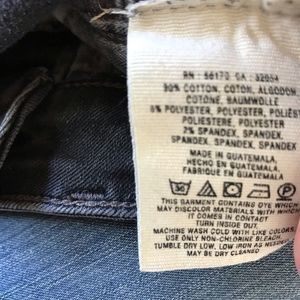 RN : 56170 CA : 32054
90% COTTON, COTON, ALGODON
COTONE, BAUMWOLLE
8% POLYESTER, POLYESTER, POLIÉS
POLIESTERE, POLYESTER
2% SPANDEX, SPANDEX,
SPANDEX, SPANDEX, SPANDEX
MADE IN GUATEMALA,
HECHO EN GUATEMALA,
FABRIQUE AU GUATEMALA
THIS GARMENT CONTAINS DYE WHICH
MAY DISCOLOR MATERIALS WITH WHICH
IT COMES IN CONTACT
TURN INSIDE OUT,
MACHINE WASH COLD WITH LIKE COLORS,
USE ONLY NON-CHLORINE BLEACH,
TUMBLE DRY LOW, LOW IRON AS NEEDED
MAY BE DRY CLEANED